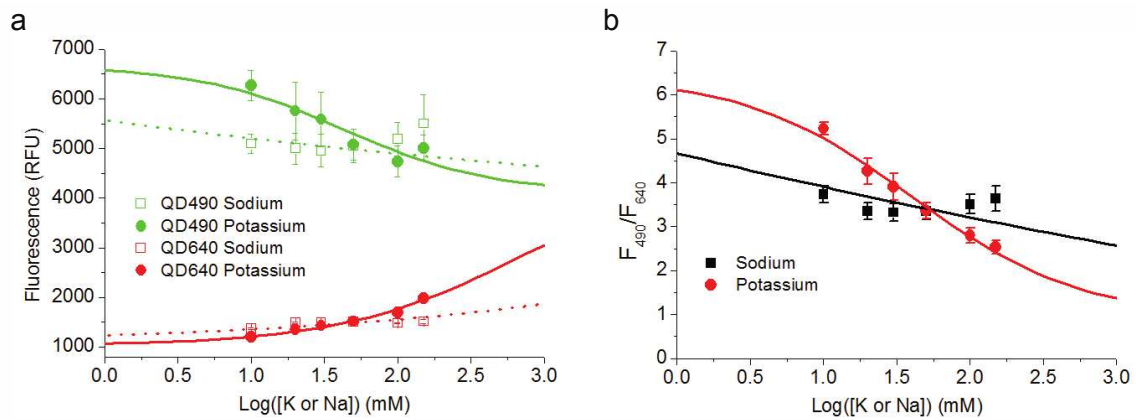 a
7000
6000
5000
4000
3000
2000
1000
Fluorescence (RFU)
QD490 Sodium
QD490 Potassium
QD640 Sodium
QD640 Potassium
0.0 0.5 1.0 1.5 2.0 2.5 3.0
Log([K or Na]) (mM)
b
7
6
5
4
3
2
1
0
F490/F640
Sodium
Potassium
0.0 0.5 1.0 1.5 2.0 2.5 3.0
Log([K or Na]) (mM)